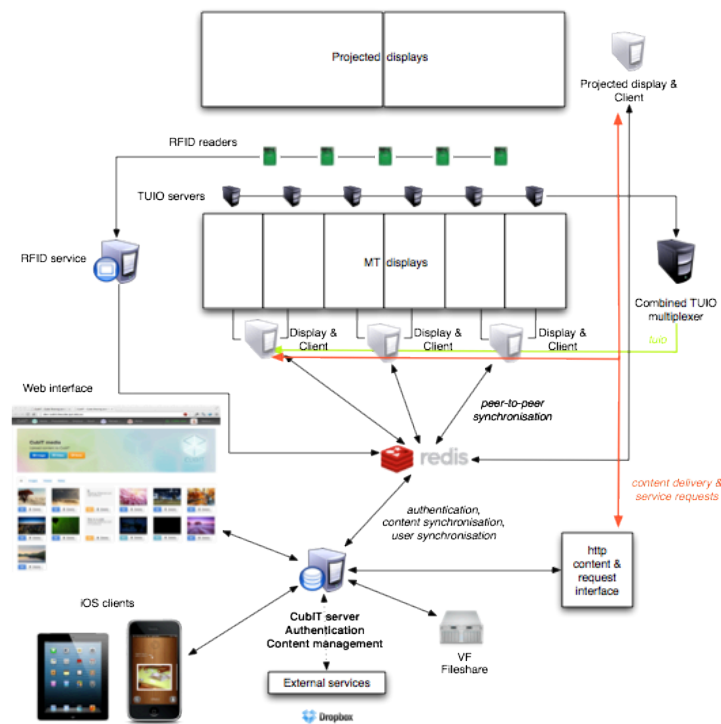 Projected displays
Projected display &
Client
RFID readers
TUIO servers
RFID service
MT displays
Combined TUIO
multiplexer
Display &
Client
Display &
Client
Display &
Client
tuio
Web interface
peer-to-peer
synchronisation
redis
CubIT media
content delivery &
service requests
authentication,
content synchronisation,
user synchronisation
http
content &
request
interface
iOS clients
CubIT server
Authentication
Content management
VF
Fileshare
External services
Dropbox